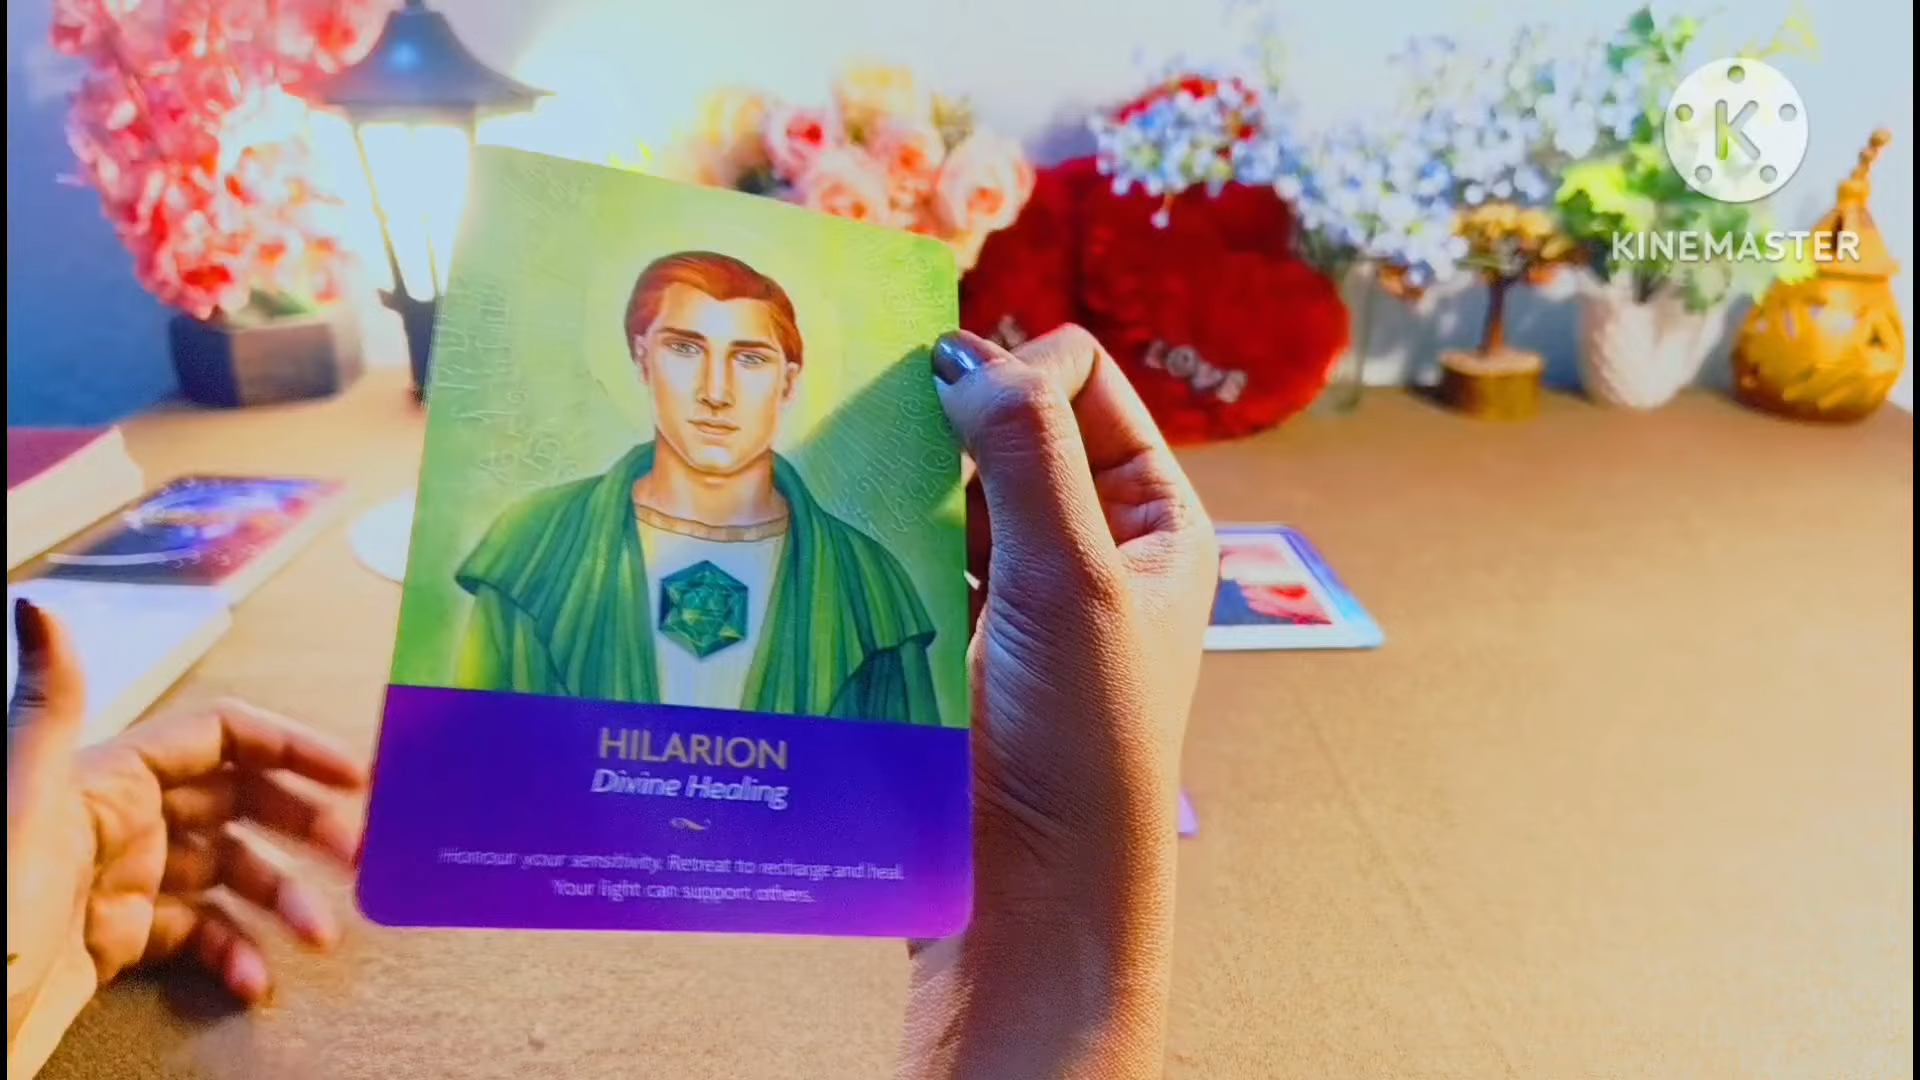 K
KINEMASTER
LOVE
HILARION
Divine Healing
Honour your sensitivity. Retreat to recharge and heal.
Your light can support others.